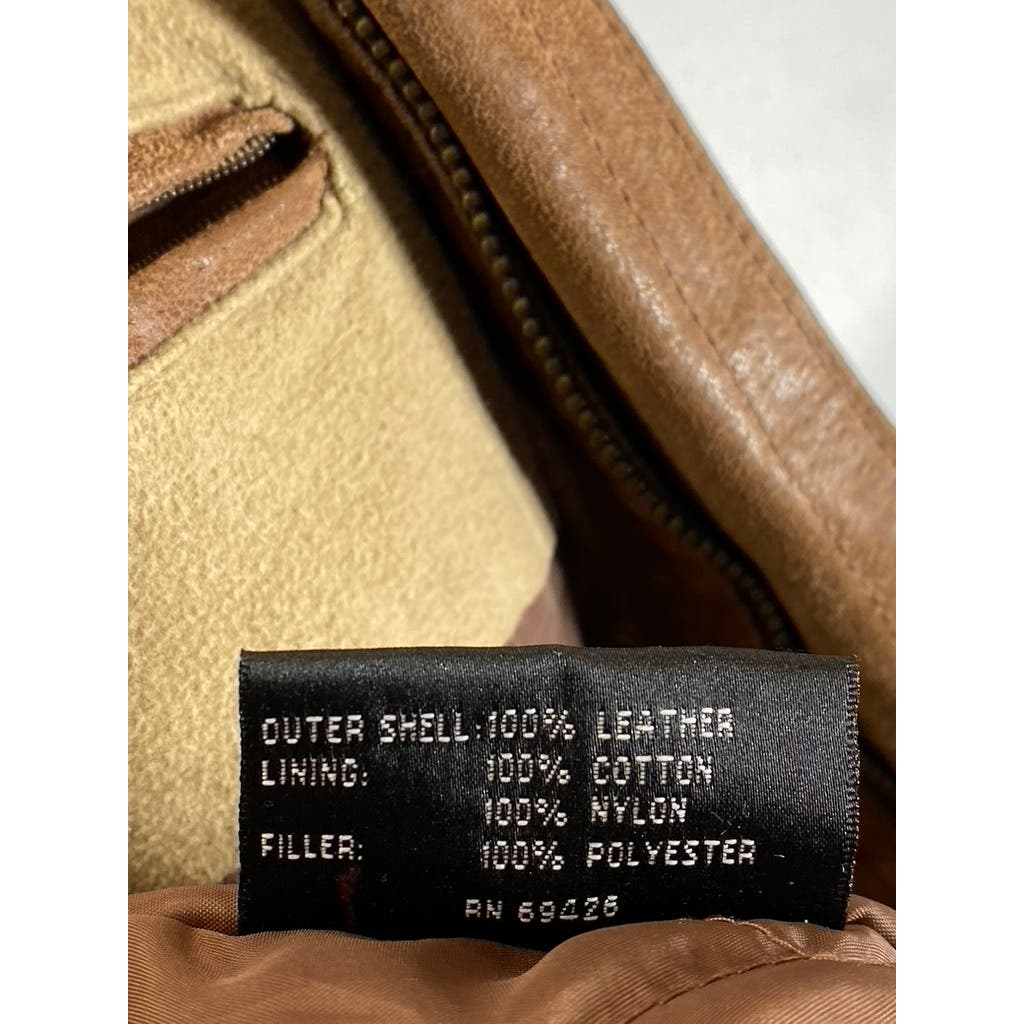 OUTER SHELL: 100% LEATHER
LINING: 100% COTTON
100% NYLON
FILLER: 100% POLYESTER
RN 69426